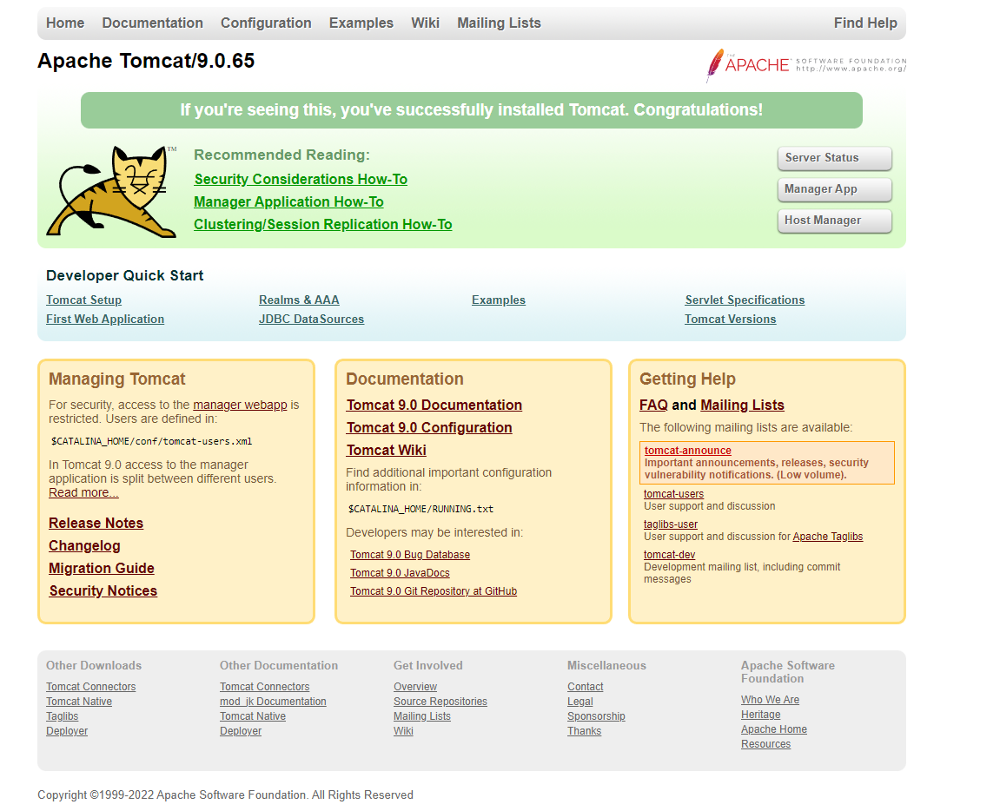 Home Documentation Configuration Examples Wiki Mailing Lists Find Help
Apache Tomcat/9.0.65
THE APACHE™ SOFTWARE FOUNDATION
http://www.apache.org/
If you're seeing this, you've successfully installed Tomcat. Congratulations!
TM
Recommended Reading:
Security Considerations How-To
Manager Application How-To
Clustering/Session Replication How-To
Server Status
Manager App
Host Manager
Developer Quick Start
Tomcat Setup
First Web Application
Realms & AAA
JDBC DataSources
Examples
Servlet Specifications
Tomcat Versions
Managing Tomcat
For security, access to the manager webapp is
restricted. Users are defined in:
$CATALINA_HOME/conf/tomcat-users.xml
In Tomcat 9.0 access to the manager
application is split between different users.
Read more...
Release Notes
Changelog
Migration Guide
Security Notices
Documentation
Tomcat 9.0 Documentation
Tomcat 9.0 Configuration
Tomcat Wiki
Find additional important configuration
information in:
$CATALINA_HOME/RUNNING.txt
Developers may be interested in:
Tomcat 9.0 Bug Database
Tomcat 9.0 JavaDocs
Tomcat 9.0 Git Repository at GitHub
Getting Help
FAQ and Mailing Lists
The following mailing lists are available:
tomcat-announce
Important announcements, releases, security
vulnerability notifications. (Low volume).
tomcat-users
User support and discussion
taglibs-user
User support and discussion for Apache Taglibs
tomcat-dev
Development mailing list, including commit
messages
Other Downloads
Tomcat Connectors
Tomcat Native
Taglibs
Deployer
Other Documentation
Tomcat Connectors
mod_jk Documentation
Tomcat Native
Deployer
Get Involved
Overview
Source Repositories
Mailing Lists
Wiki
Miscellaneous
Contact
Legal
Sponsorship
Thanks
Apache Software
Foundation
Who We Are
Heritage
Apache Home
Resources
Copyright ©1999-2022 Apache Software Foundation. All Rights Reserved